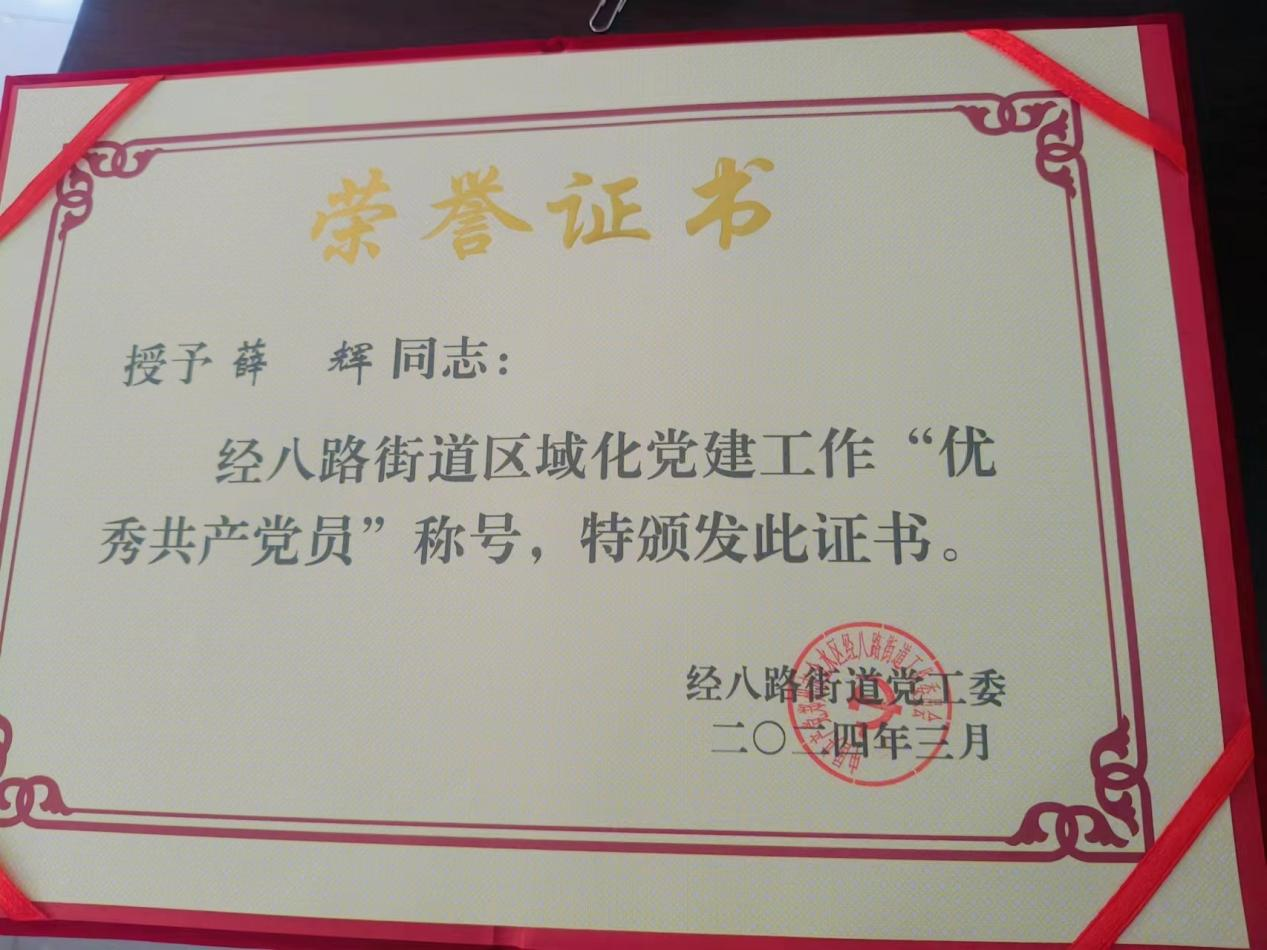 荣誉证书
授予 薛 辉 同志：
经八路街道区域化党建工作“优
秀共产党员”称号，特颁发此证书。
经八路街道党工委
二〇二四年三月